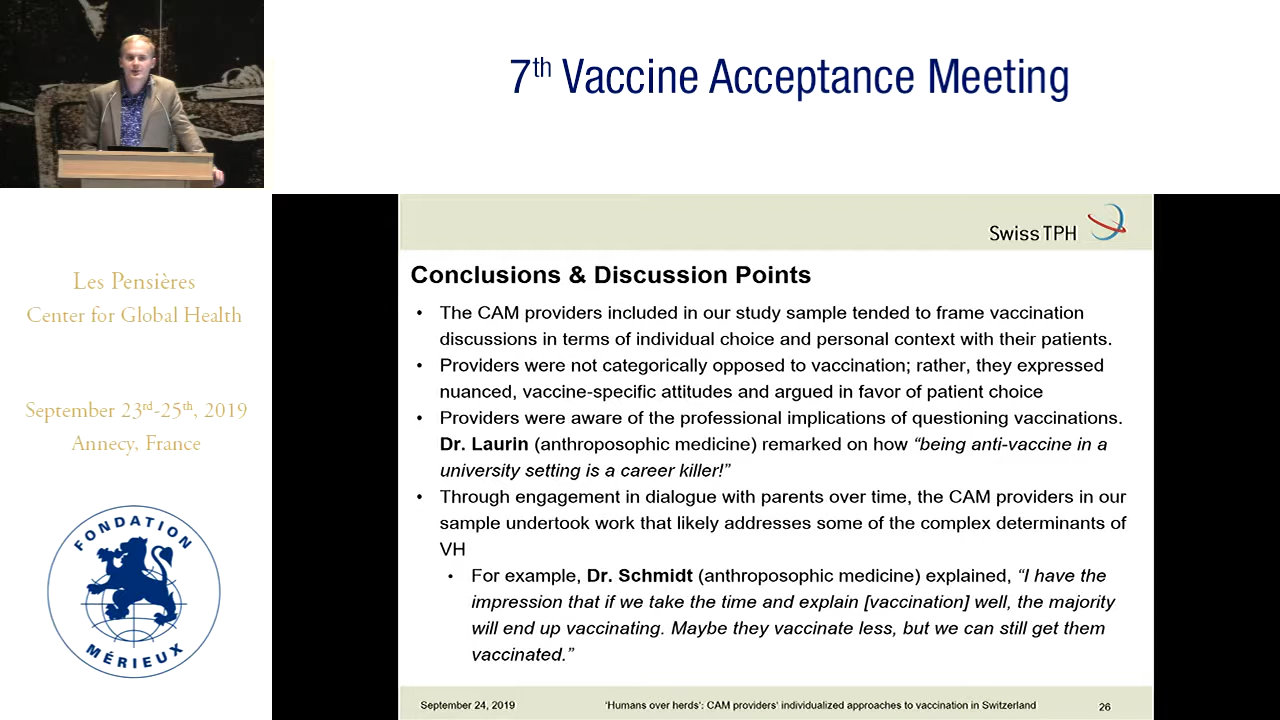 7th Vaccine Acceptance Meeting
Les Pensières
Center for Global Health
September 23rd-25th, 2019
Annecy, France
FONDATION
MÉRIEUX
Swiss TPH
Conclusions & Discussion Points
• The CAM providers included in our study sample tended to frame vaccination
discussions in terms of individual choice and personal context with their patients.
• Providers were not categorically opposed to vaccination; rather, they expressed
nuanced, vaccine-specific attitudes and argued in favor of patient choice
• Providers were aware of the professional implications of questioning vaccinations.
Dr. Laurin (anthroposophic medicine) remarked on how “being anti-vaccine in a
university setting is a career killer!”
• Through engagement in dialogue with parents over time, the CAM providers in our
sample undertook work that likely addresses some of the complex determinants of
VH
• For example, Dr. Schmidt (anthroposophic medicine) explained, “I have the
impression that if we take the time and explain [vaccination] well, the majority
will end up vaccinating. Maybe they vaccinate less, but we can still get them
vaccinated.”
September 24, 2019
‘Humans over herds’: CAM providers’ individualized approaches to vaccination in Switzerland
26